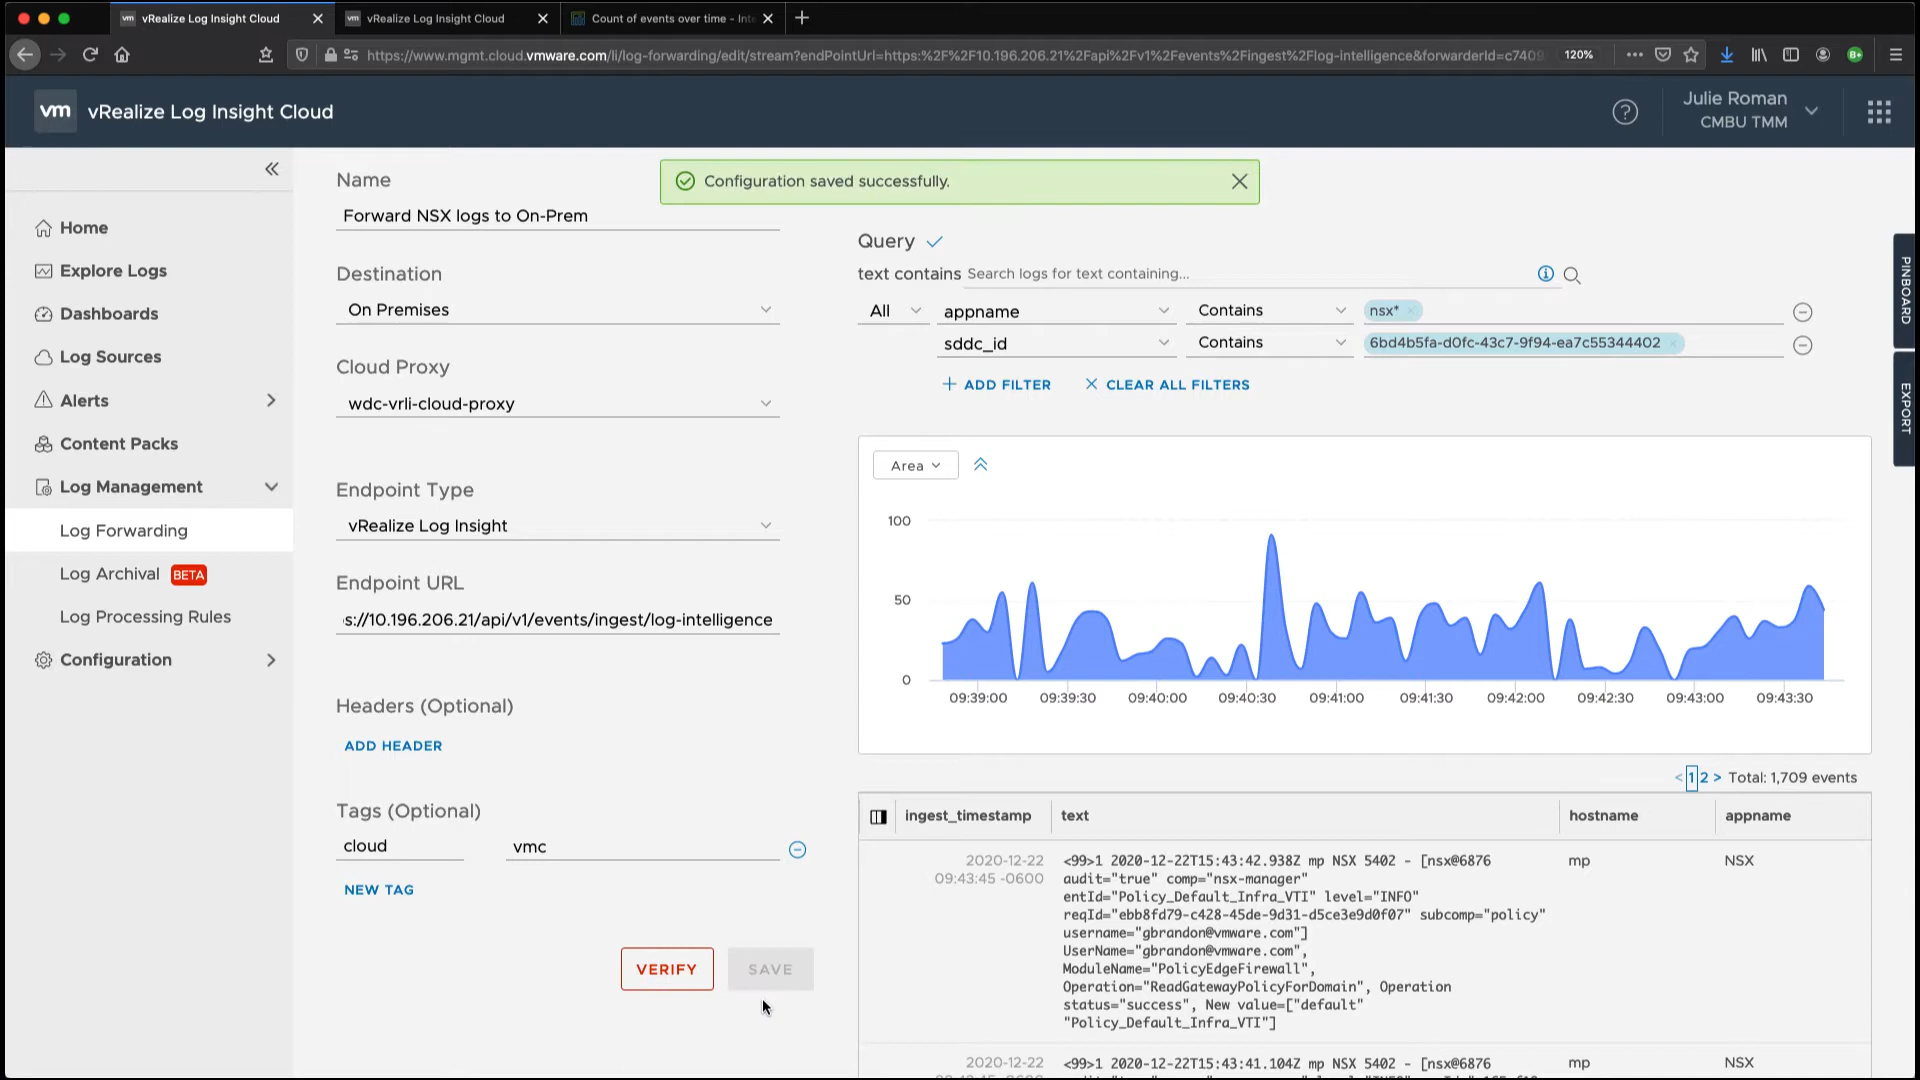 vm vRealize Log Insight Cloud
vm vRealize Log Insight Cloud
Count of events over time - Int
https://www.mgmt.cloud.vmware.com/li/log-forwarding/edit/stream?endPointUrl=https:%2F%2F10.196.206.21%2Fapi%2Fv1%2Fevents%2Fingest%2Flog-intelligence&forwarderId=c7409
120%
vm vRealize Log Insight Cloud
Julie Roman
CMBU TMM
Home
Explore Logs
Dashboards
Log Sources
Alerts
Content Packs
Log Management
Log Forwarding
Log Archival BETA
Log Processing Rules
Configuration
Configuration saved successfully.
Name
Forward NSX logs to On-Prem
Destination
On Premises
Cloud Proxy
wdc-vrli-cloud-proxy
Endpoint Type
vRealize Log Insight
Endpoint URL
s://10.196.206.21/api/v1/events/ingest/log-intelligence
Headers (Optional)
ADD HEADER
Tags (Optional)
cloud vmc
NEW TAG
VERIFY SAVE
Query
text contains Search logs for text containing...
All appname Contains nsx*
sddc_id Contains 6bd4b5fa-d0fc-43c7-9f94-ea7c55344402
ADD FILTER CLEAR ALL FILTERS
PINBOARD
EXPORT
Area
100
50
0
09:39:00 09:39:30 09:40:00 09:40:30 09:41:00 09:41:30 09:42:00 09:42:30 09:43:00 09:43:30
< 1 2 > Total: 1,709 events
ingest_timestamp text hostname appname
2020-12-22 <99>1 2020-12-22T15:43:42.938Z mp NSX 5402 - [nsx@6876 mp NSX
09:43:45 -0600 audit="true" comp="nsx-manager"
entId="Policy_Default_Infra_VTI" level="INFO"
reqId="ebb8fd79-c428-45de-9d31-d5ce3e9d0f07" subcomp="policy"
username="gbrandon@vmware.com"]
UserName="gbrandon@vmware.com",
ModuleName="PolicyEdgeFirewall",
Operation="ReadGatewayPolicyForDomain", Operation
status="success", New value=["default"
"Policy_Default_Infra_VTI"]
2020-12-22 <99>1 2020-12-22T15:43:41.104Z mp NSX 5402 - [nsx@6876 mp NSX